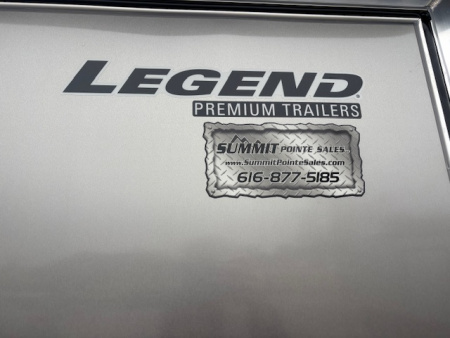 LEGEND
PREMIUM TRAILERS
SUMMIT POINTE SALES
www.SummitPointeSales.com
616-877-5185